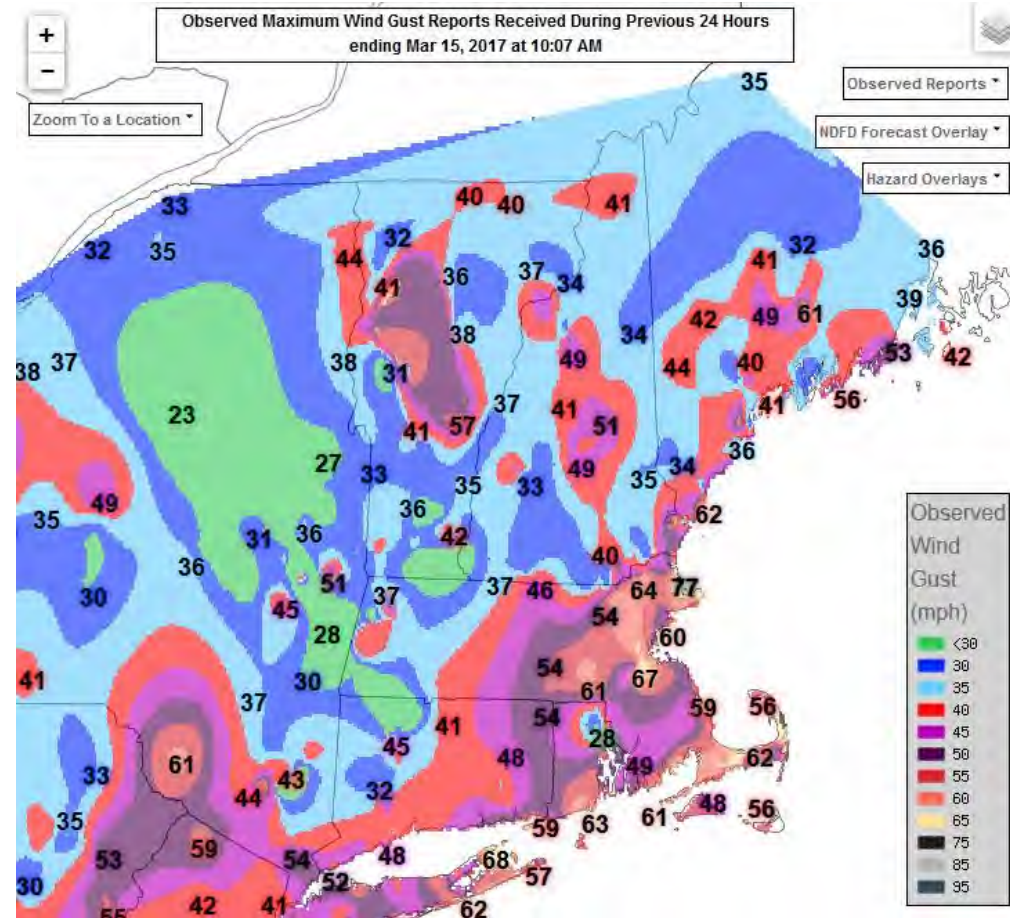 Observed Maximum Wind Gust Reports Received During Previous 24 Hours
ending Mar 15, 2017 at 10:07 AM
+
−
Zoom To a Location
Observed Reports
NDFD Forecast Overlay
Hazard Overlays
35
33
40 40 41
32 35 44 32 41 32 36
41 36 37 34 39
42 49 61
38 37 38 38 49 34 44 40 53 42
31
23 57 37 41 51 41 56
41
27 33 49 34 36
49 35 33 35
35 36 62
31 36 42 40
36 51 37 37 46 64 77
30 45 54
28 60
54 67
41 30 61
37 41 54 59 56
45 28
61 48 49 62
33 44 43 32
35 59 63 61 48 56
53 59 54 48 68
30 52 57
55 42 41 62
Observed
Wind
Gust
(mph)
<30
30
35
40
45
50
55
60
65
75
85
95